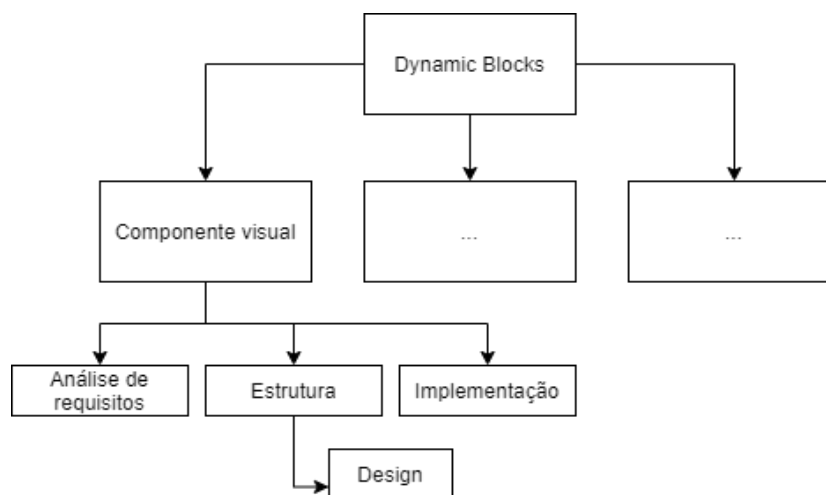 Dynamic Blocks
Componente visual
...
...
Análise de
requisitos
Estrutura
Implementação
Design